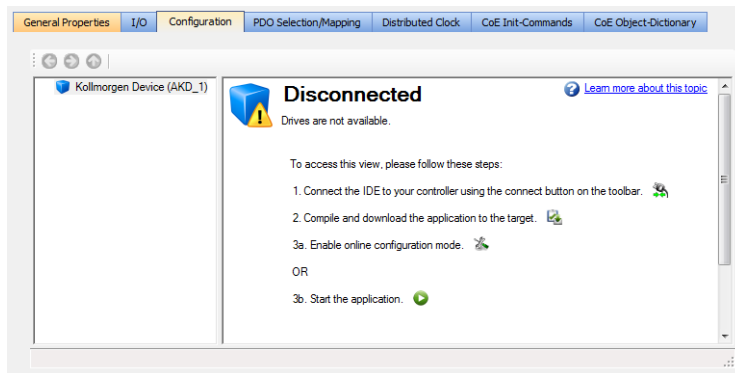 General Properties I/O Configuration PDO Selection/Mapping Distributed Clock CoE Init-Commands CoE Object-Dictionary
Kollmorgen Device (AKD_1)
Disconnected
Learn more about this topic
Drives are not available.
To access this view, please follow these steps:
1. Connect the IDE to your controller using the connect button on the toolbar.
2. Compile and download the application to the target.
3a. Enable online configuration mode.
OR
3b. Start the application.